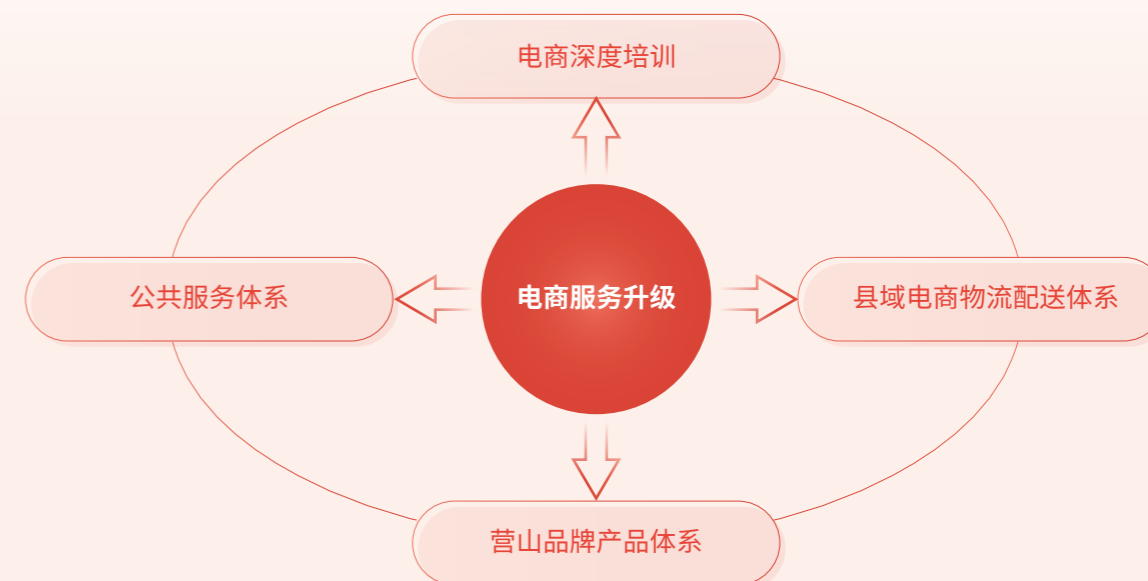 电商深度培训
公共服务体系
电商服务升级
县域电商物流配送体系
营山品牌产品体系